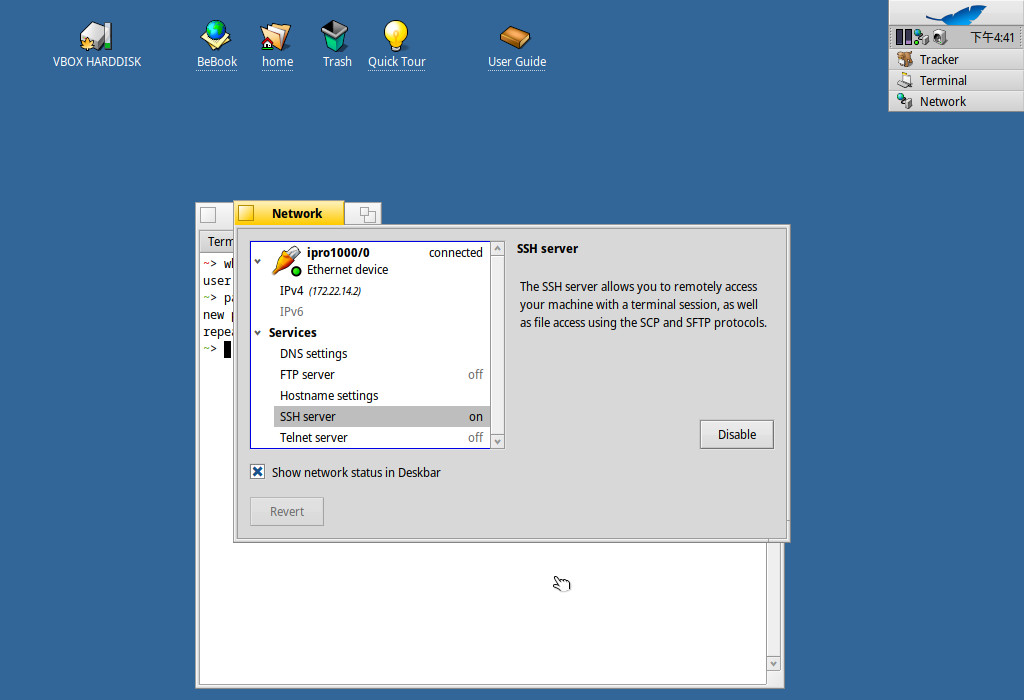 VBOX HARDDISK
BeBook
home
Trash
Quick Tour
User Guide
下午4:41
Tracker
Terminal
Network
Network
ipro1000/0 connected
Ethernet device
IPv4 (172.22.14.2)
IPv6
Services
DNS settings
FTP server off
Hostname settings
SSH server on
Telnet server off
SSH server
The SSH server allows you to remotely access
your machine with a terminal session, as well
as file access using the SCP and SFTP protocols.
Disable
Show network status in Deskbar
Revert
Term
~> wh
user
~> pa
new p
repea
~>